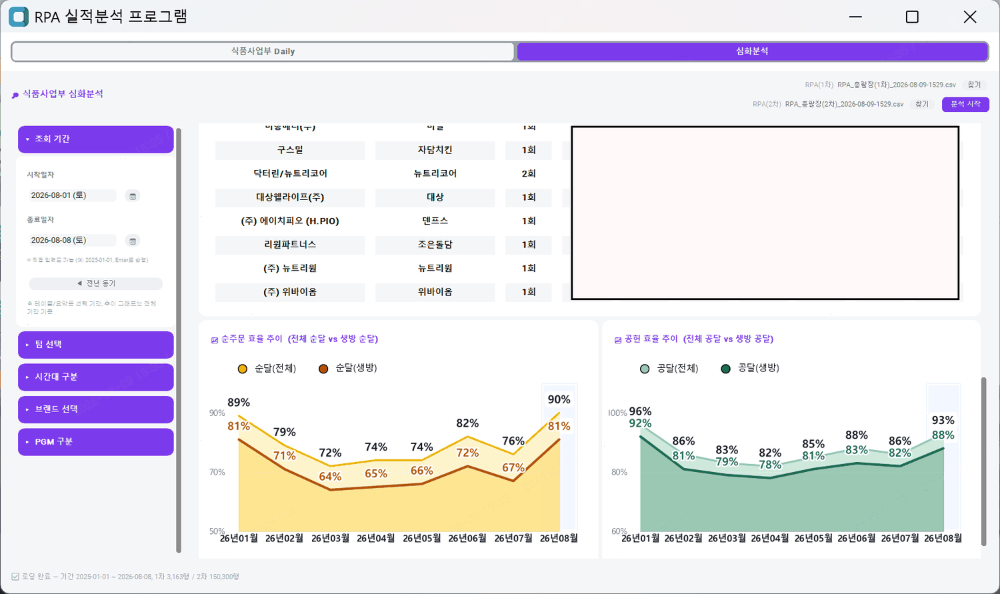 RPA 실적분석 프로그램
식품사업부 Daily
심화분석
식품사업부 심화분석
RPA(1차) RPA_총괄장(1차)_2026-08-09-1529.csv 찾기
RPA(2차) RPA_총괄장(2차)_2026-08-09-1529.csv 찾기 분석 시작
조회 기간
시작일자
2026-08-01 (토)
종료일자
2026-08-08 (토)
※ 직접 입력도 가능 (예: 2025-01-01, Enter로 반영)
◀ 전년 동기
※ 테이블/요약은 선택 기간, 추이 그래프는 전체
기간 기준
팀 선택
시간대 구분
브랜드 선택
PGM 구분
1회
구스밀 자담치킨 1회
닥터린/뉴트리코어 뉴트리코어 2회
대상웰라이프(주) 대상 1회
(주) 에이치피오 (H.PIO) 덴프스 1회
리원파트너스 조은돌담 1회
(주) 뉴트리원 뉴트리원 1회
(주) 위바이옴 위바이옴 1회
순주문 효율 추이 (전체 순달 vs 생방 순달)
순달(전체) 순달(생방)
90%
70%
50%
89% 79% 72% 74% 74% 82% 76% 90%
81% 71% 64% 65% 66% 72% 67% 81%
26년01월 26년02월 26년03월 26년04월 26년05월 26년06월 26년07월 26년08월
공헌 효율 추이 (전체 공달 vs 생방 공달)
공달(전체) 공달(생방)
100%
80%
60%
96% 86% 83% 82% 85% 88% 86% 93%
92% 81% 79% 78% 81% 83% 82% 88%
26년01월 26년02월 26년03월 26년04월 26년05월 26년06월 26년07월 26년08월
로딩 완료 — 기간 2025-01-01 ~ 2026-08-08, 1차 3,163행 / 2차 150,300행